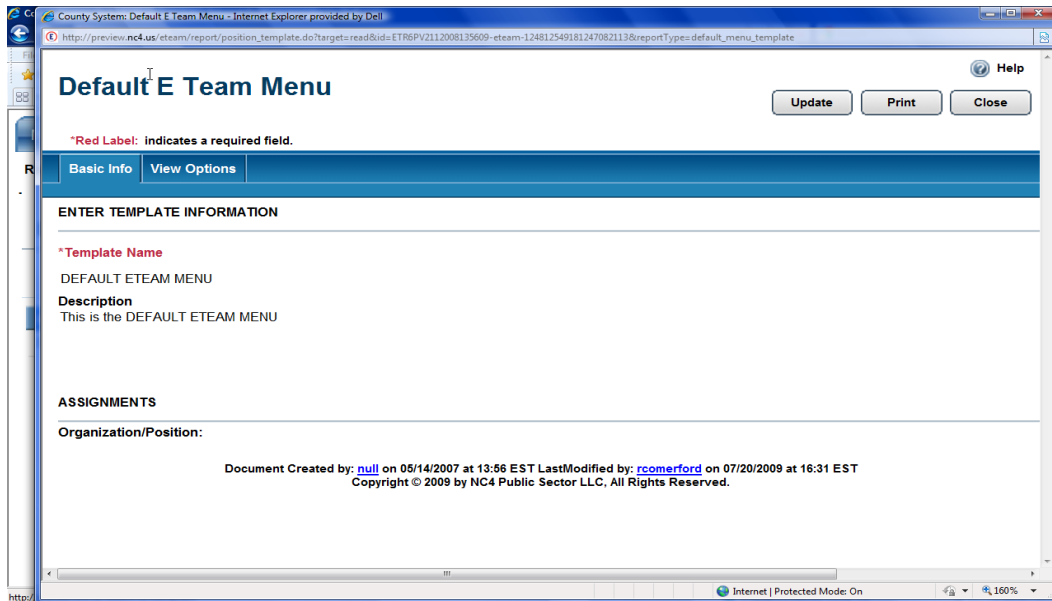 County System: Default E Team Menu - Internet Explorer provided by Dell
http://preview.nc4.us/eteam/report/position_template.do?target=read&id=ETR6PV2112008135609-eteam-124812549181247082113&reportType=default_menu_template
Help
Default E Team Menu
Update Print Close
*Red Label: indicates a required field.
Basic Info View Options
ENTER TEMPLATE INFORMATION
*Template Name
DEFAULT ETEAM MENU
Description
This is the DEFAULT ETEAM MENU
ASSIGNMENTS
Organization/Position:
Document Created by: null on 05/14/2007 at 13:56 EST LastModified by: rcomerford on 07/20/2009 at 16:31 EST
Copyright © 2009 by NC4 Public Sector LLC, All Rights Reserved.
Internet | Protected Mode: On 160%
http:/